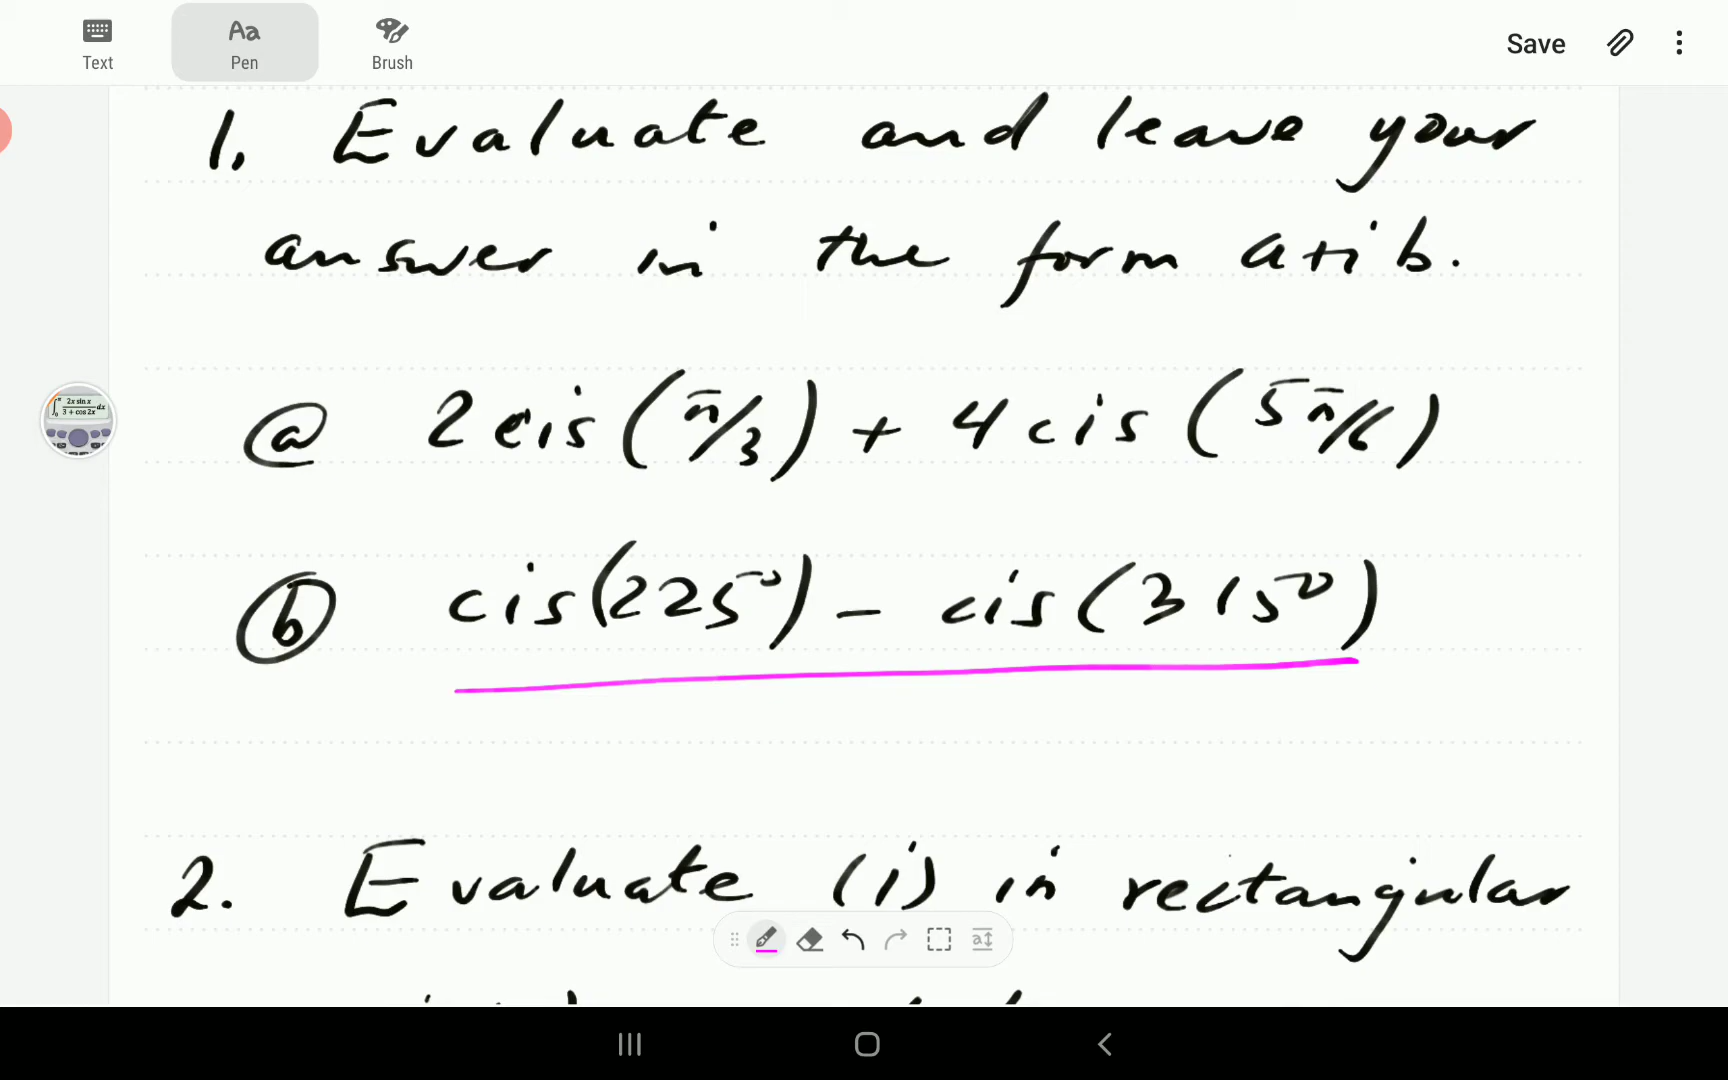 Text
Aa
Pen
Brush
Save
1. Evaluate and leave your
answer in the form a+ib.
ⓐ 2cis(π/3) + 4cis(5π/6)
ⓑ cis(225°) - cis(315°)
2. Evaluate (i) in rectangular